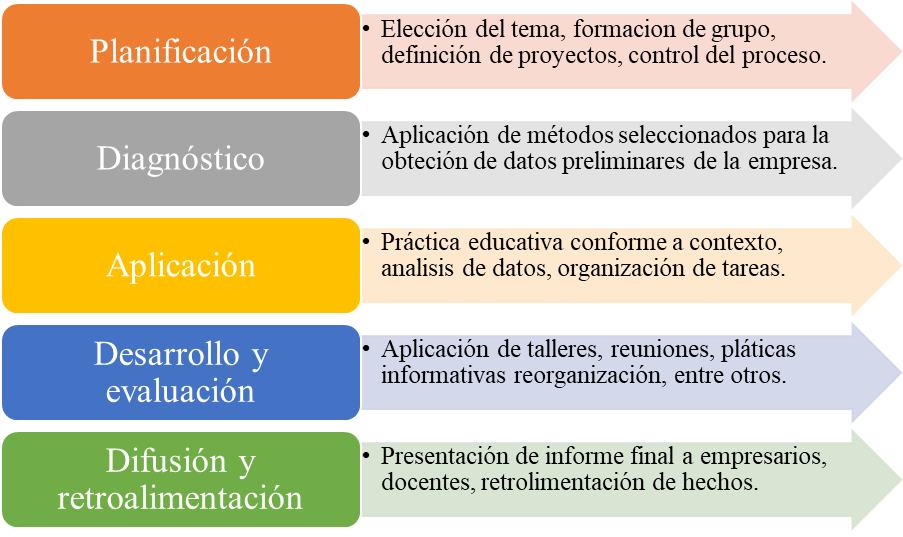 Planificación
• Elección del tema, formacion de grupo,
definición de proyectos, control del proceso.
Diagnóstico
• Aplicación de métodos seleccionados para la
obteción de datos preliminares de la empresa.
Aplicación
• Práctica educativa conforme a contexto,
analisis de datos, organización de tareas.
Desarrollo y
evaluación
• Aplicación de talleres, reuniones, pláticas
informativas reorganización, entre otros.
Difusión y
retroalimentación
• Presentación de informe final a empresarios,
docentes, retrolimentación de hechos.